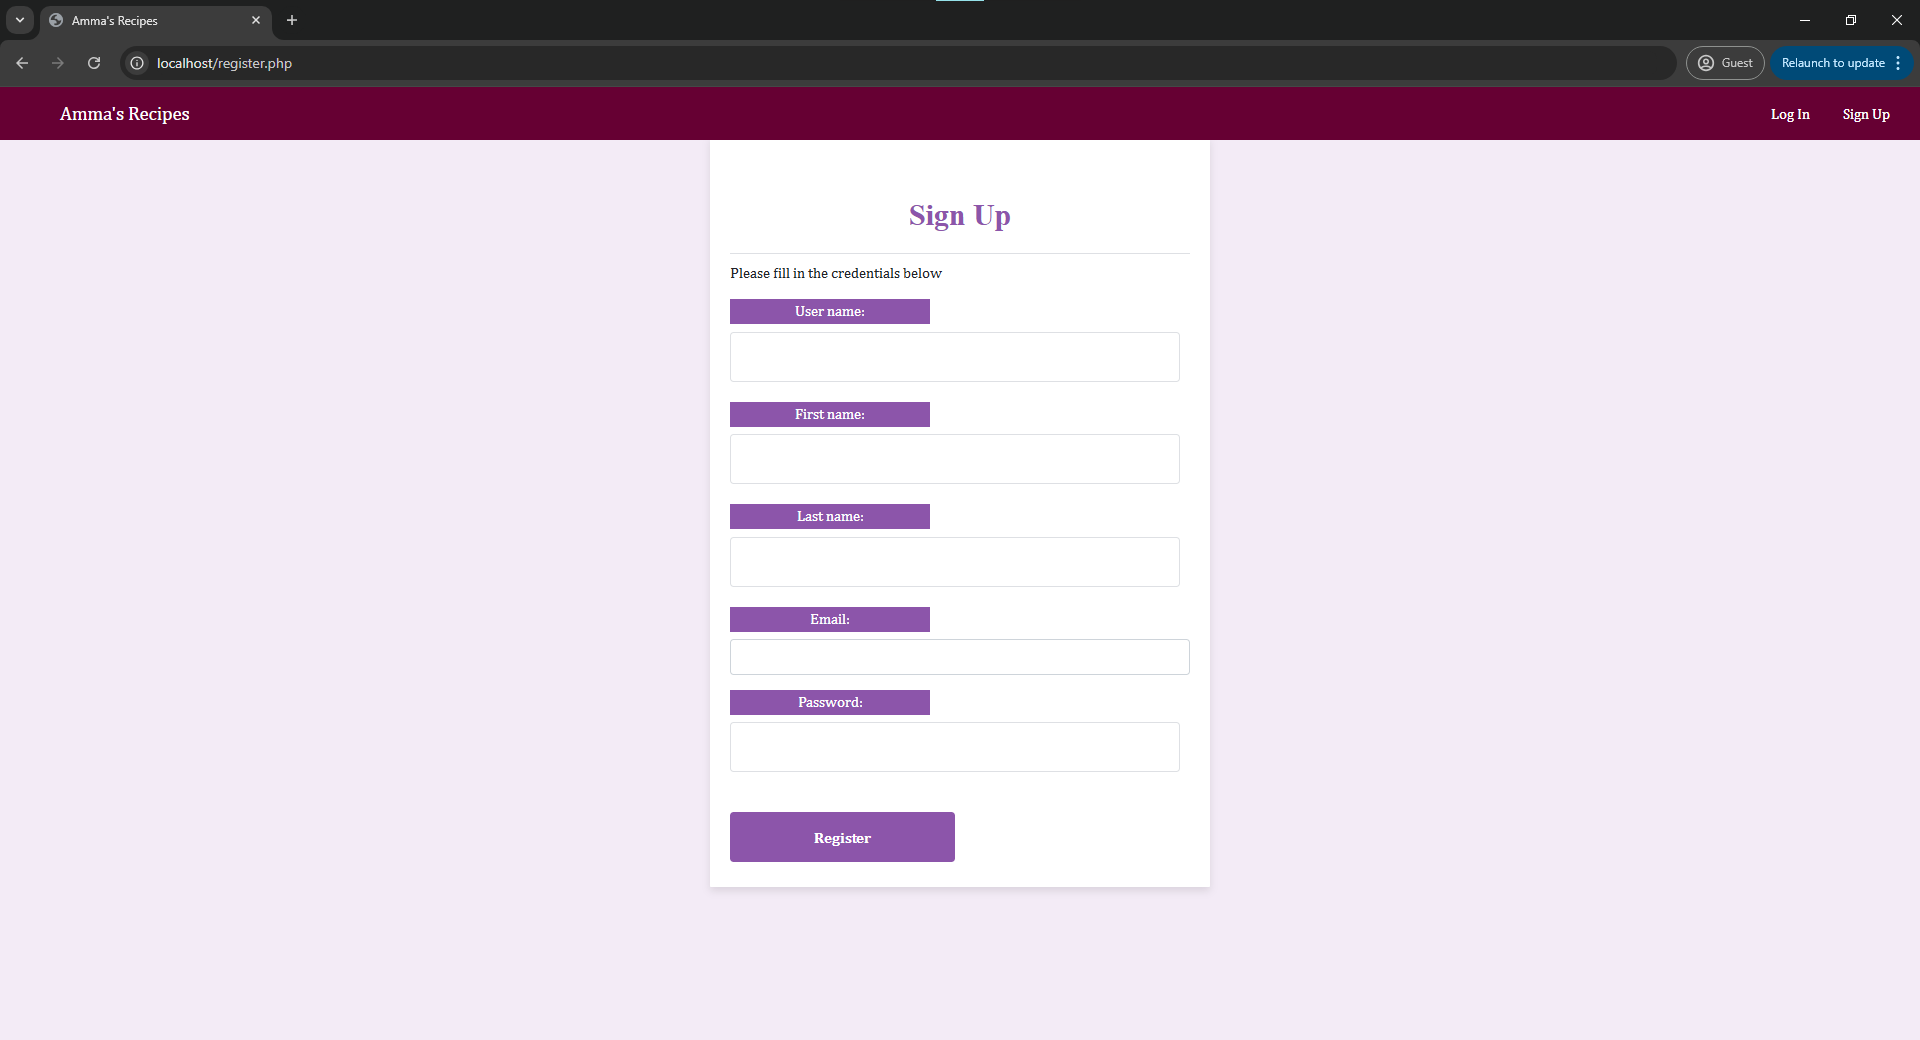 Amma's Recipes
localhost/register.php
Guest
Relaunch to update
Amma's Recipes
Log In
Sign Up
Sign Up
Please fill in the credentials below
User name:
First name:
Last name:
Email:
Password:
Register